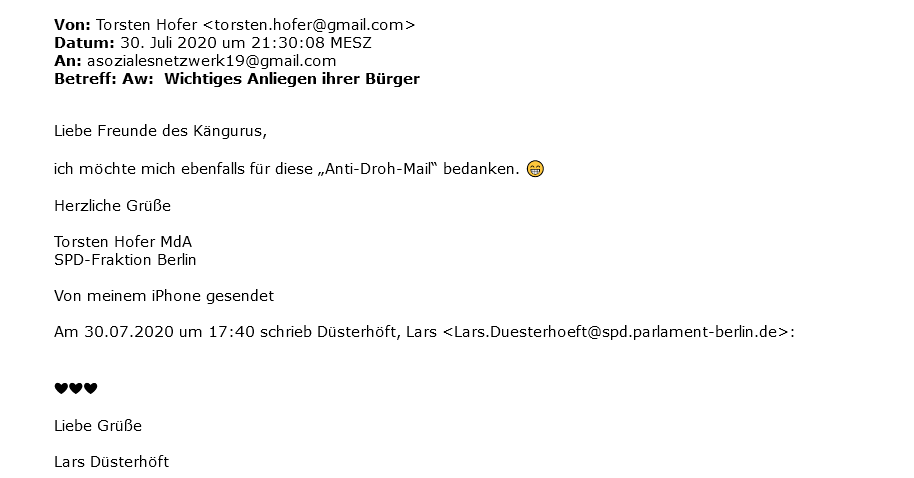 Von: Torsten Hofer <torsten.hofer@gmail.com>
Datum: 30. Juli 2020 um 21:30:08 MESZ
An: asozialesnetzwerk19@gmail.com
Betreff: Aw:  Wichtiges Anliegen ihrer Bürger
Liebe Freunde des Kängurus,
ich möchte mich ebenfalls für diese „Anti-Droh-Mail“ bedanken. 😁
Herzliche Grüße
Torsten Hofer MdA
SPD-Fraktion Berlin
Von meinem iPhone gesendet
Am 30.07.2020 um 17:40 schrieb Düsterhöft, Lars <Lars.Duesterhoeft@spd.parlament-berlin.de>:
♥♥♥
Liebe Grüße
Lars Düsterhöft